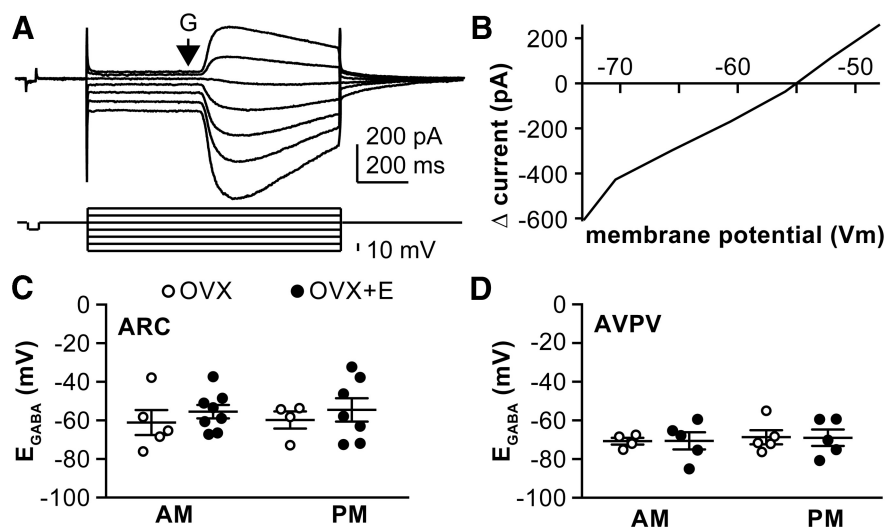 A
G
200 pA
200 ms
10 mV
B
200
0
-200
-400
-600
-70
-60
-50
Δ current (pA)
membrane potential (Vm)
C
OVX
OVX+E
ARC
0
-20
-40
-60
-80
-100
EGABA (mV)
AM
PM
D
AVPV
0
-20
-40
-60
-80
-100
EGABA (mV)
AM
PM